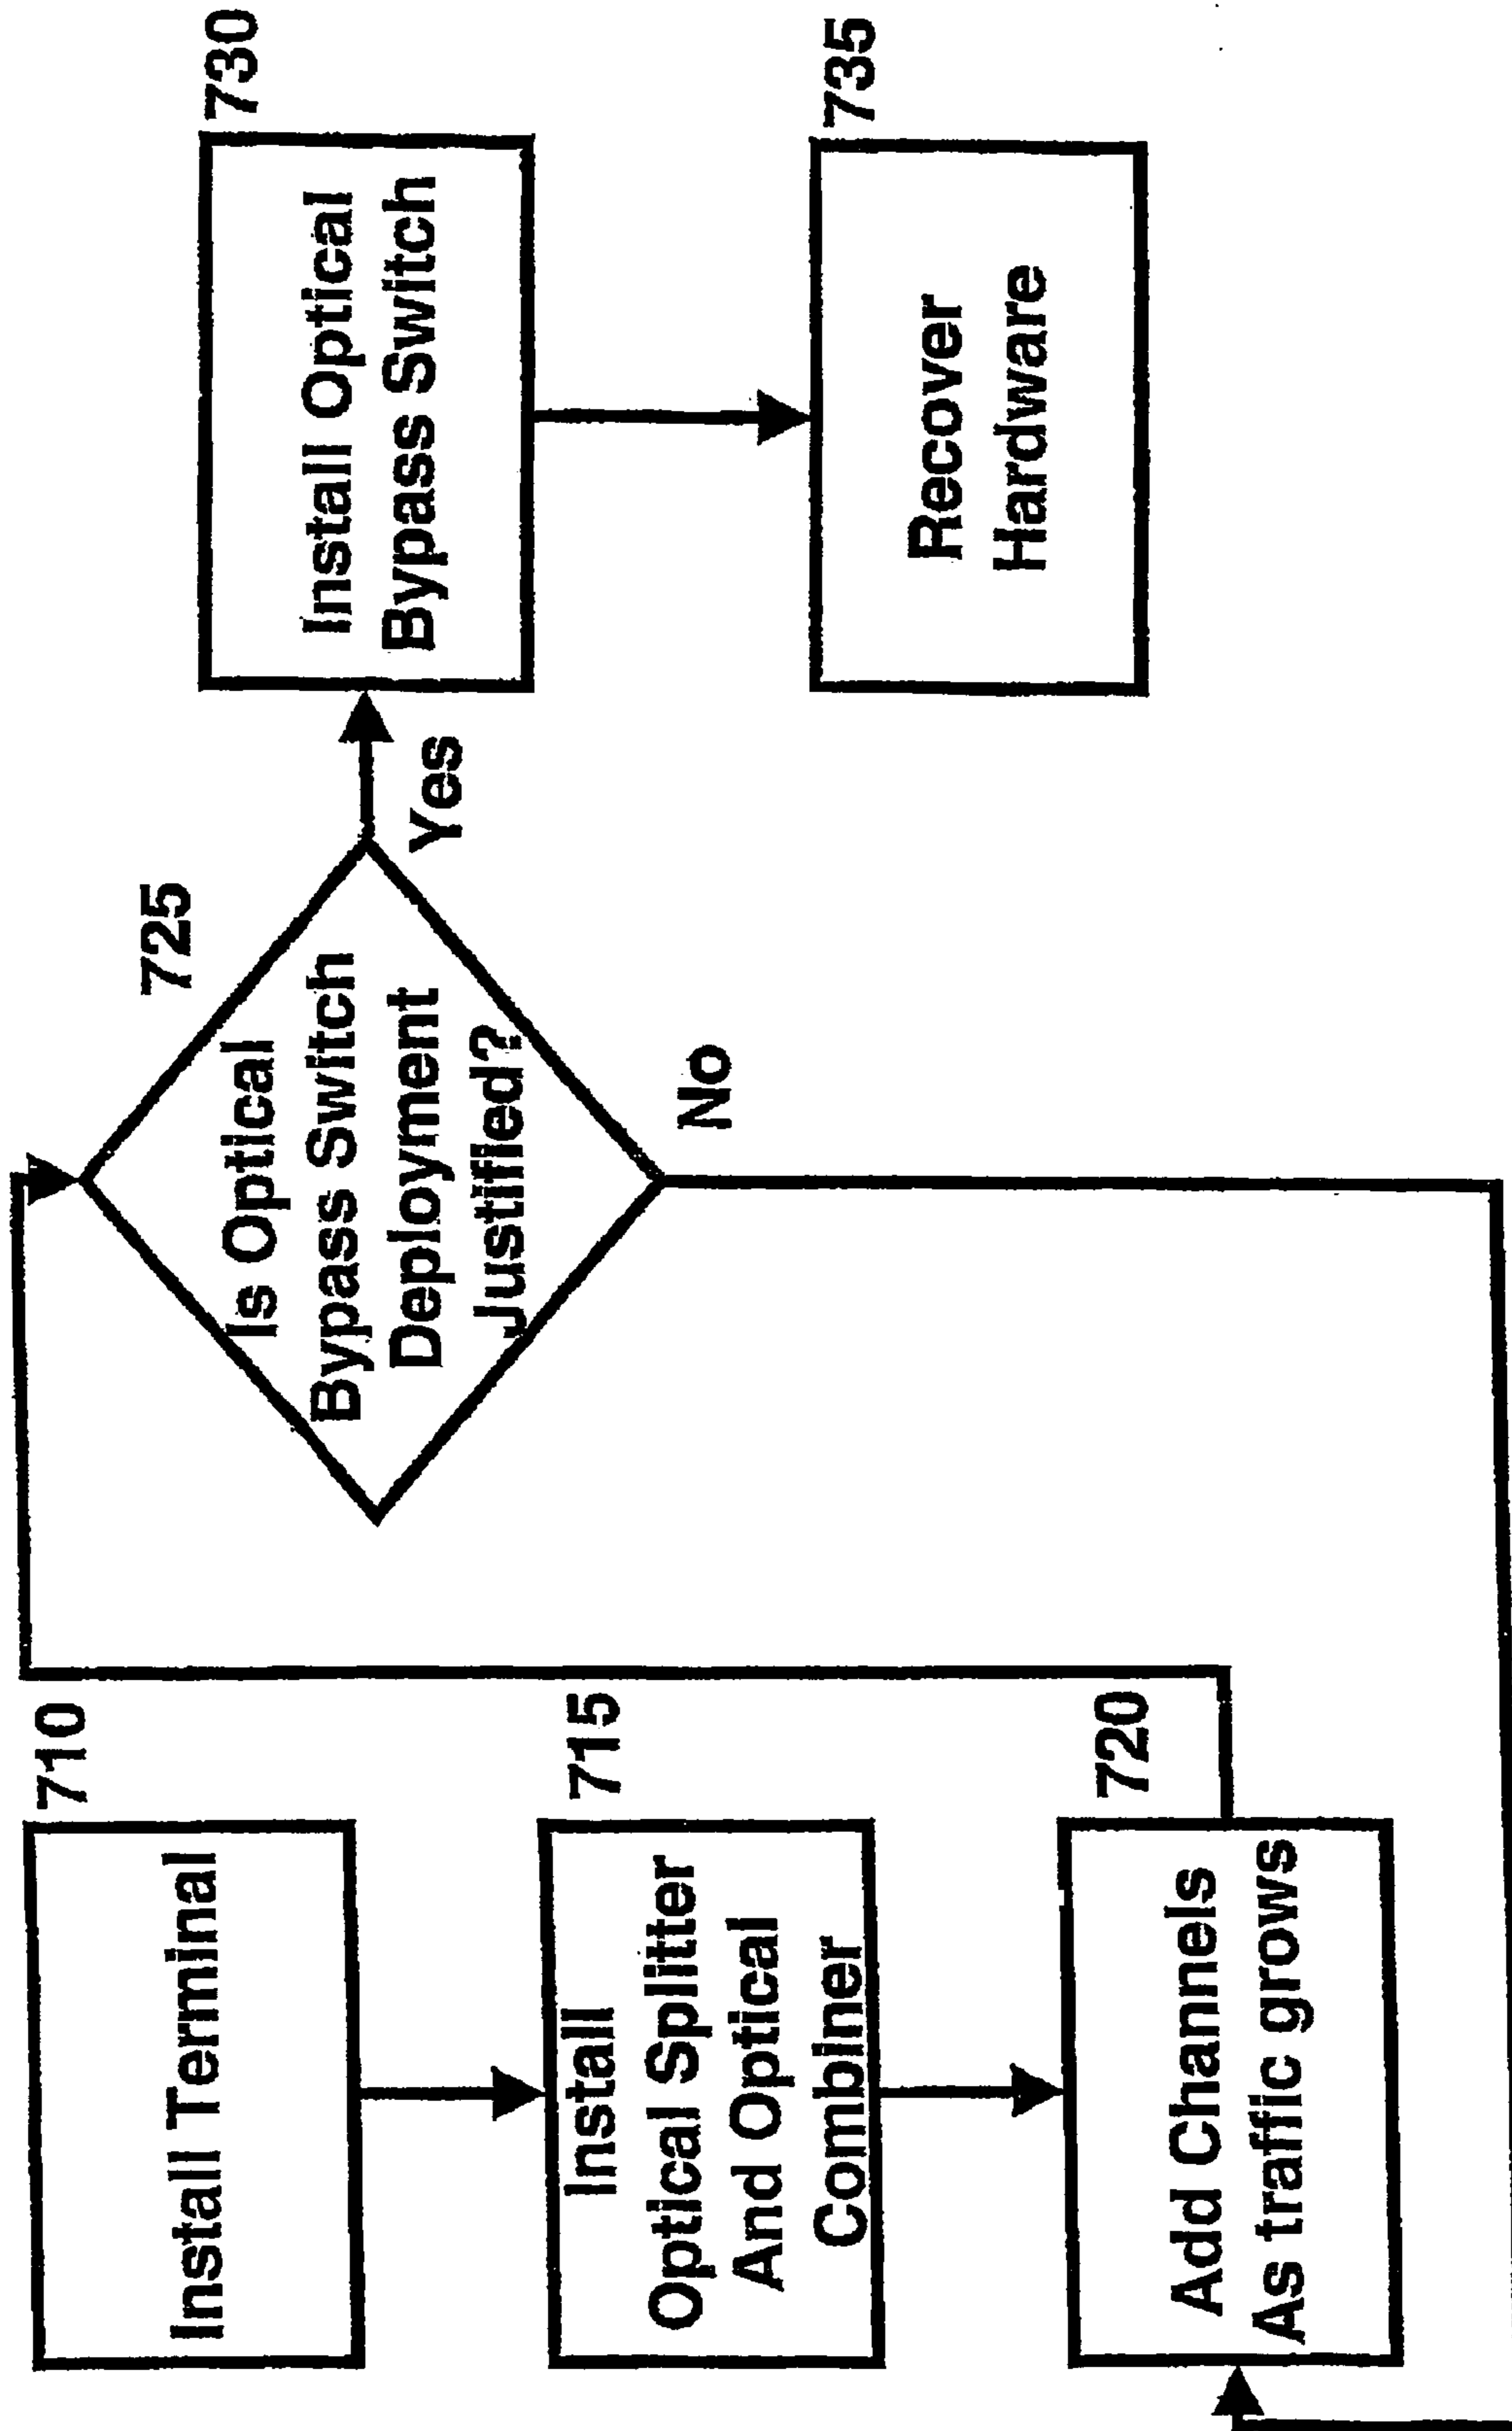 710
Install Terminal
715
Install
Optical Splitter
And Optical
Combiner
720
Add Channels
As traffic grows
725
Is Optical
Bypass Switch
Deployment
Justified?
Yes
No
730
Install Optical
Bypass Switch
735
Recover
Hardware